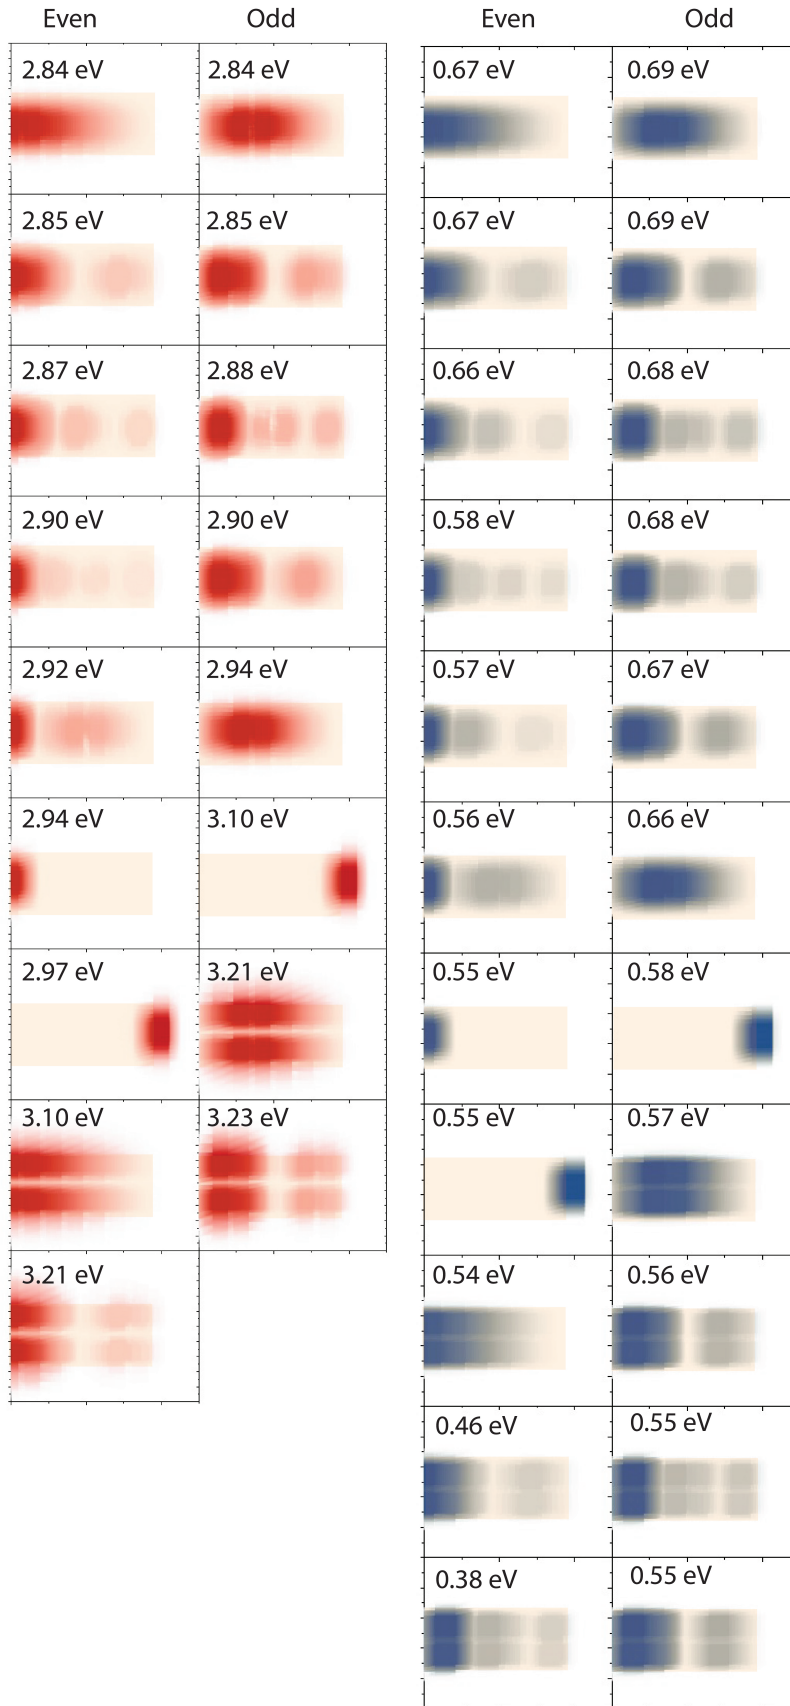 Even Odd Even Odd
2.84 eV 2.84 eV 0.67 eV 0.69 eV
2.85 eV 2.85 eV 0.67 eV 0.69 eV
2.87 eV 2.88 eV 0.66 eV 0.68 eV
2.90 eV 2.90 eV 0.58 eV 0.68 eV
2.92 eV 2.94 eV 0.57 eV 0.67 eV
2.94 eV 3.10 eV 0.56 eV 0.66 eV
2.97 eV 3.21 eV 0.55 eV 0.58 eV
3.10 eV 3.23 eV 0.55 eV 0.57 eV
3.21 eV 0.54 eV 0.56 eV
0.46 eV 0.55 eV
0.38 eV 0.55 eV